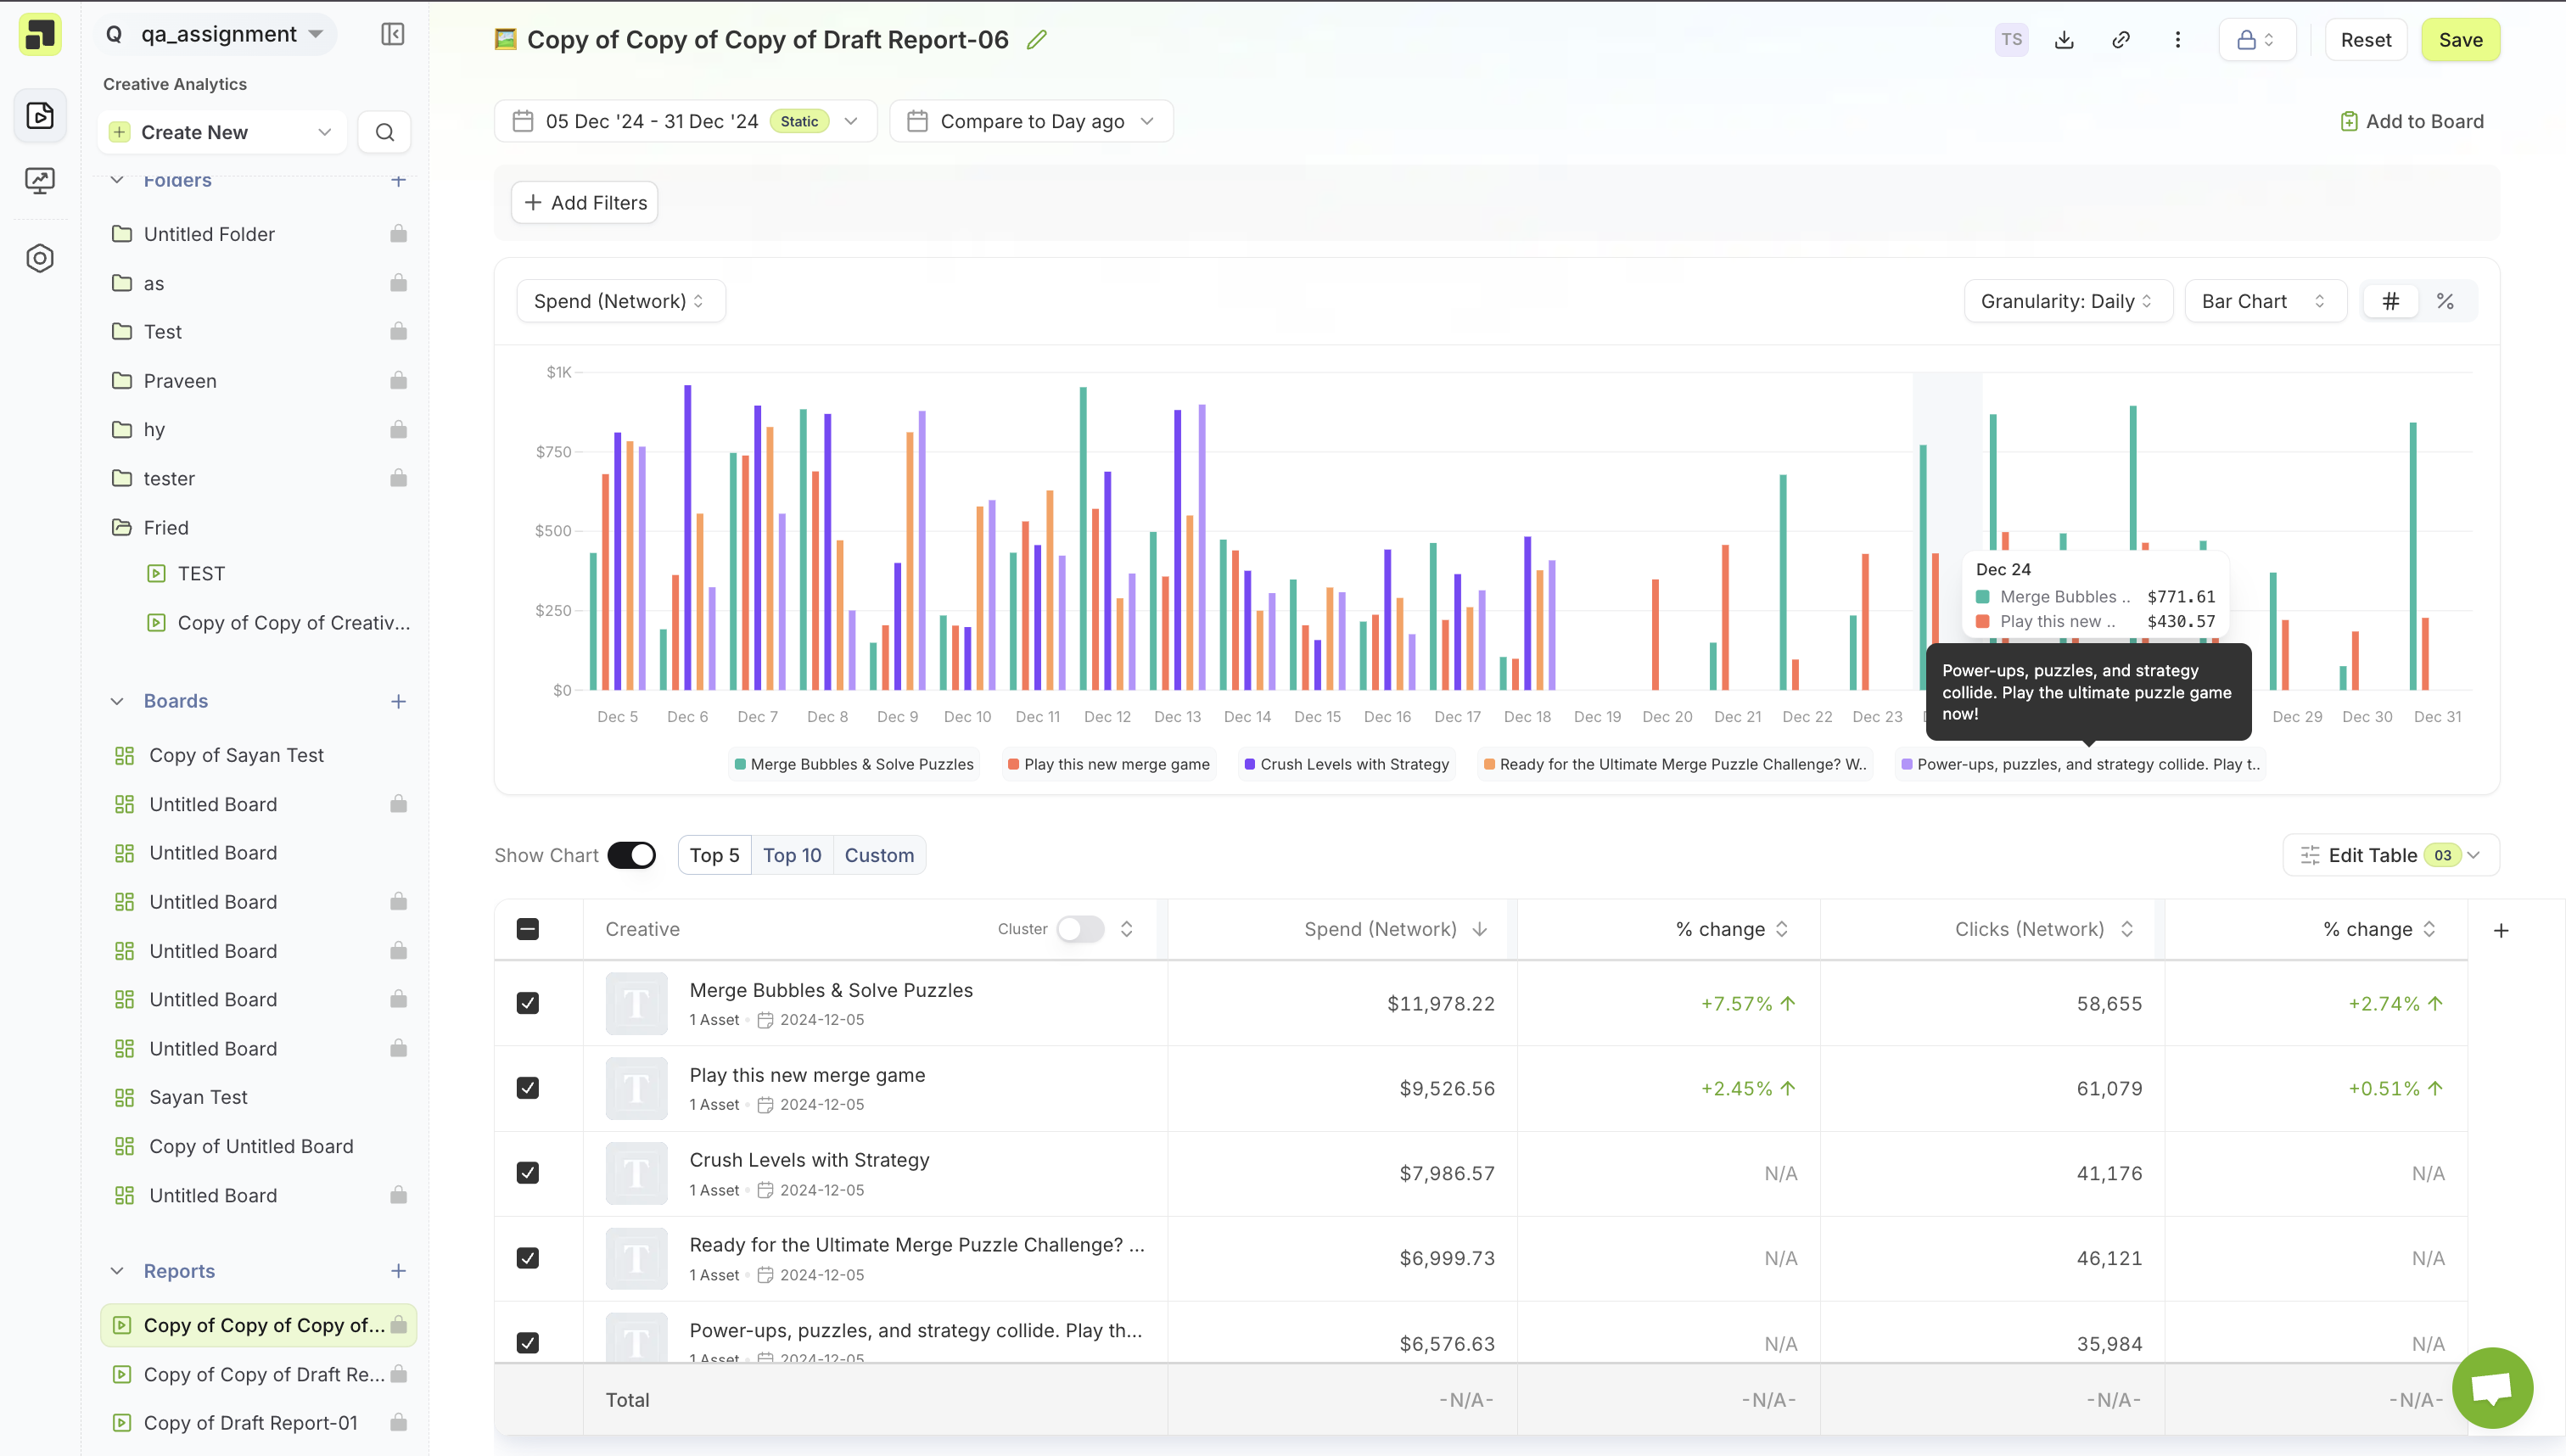 Q qa_assignment
Creative Analytics
Create New
Folders
Untitled Folder
as
Test
Praveen
hy
tester
Fried
TEST
Copy of Copy of Creativ...
Boards
Copy of Sayan Test
Untitled Board
Untitled Board
Untitled Board
Untitled Board
Untitled Board
Untitled Board
Sayan Test
Copy of Untitled Board
Untitled Board
Reports
Copy of Copy of Copy of...
Copy of Copy of Draft Re...
Copy of Draft Report-01
Copy of Copy of Copy of Draft Report-06
TS
Reset
Save
05 Dec '24 - 31 Dec '24 Static
Compare to Day ago
Add to Board
+ Add Filters
Spend (Network)
Granularity: Daily
Bar Chart
# %
$1K
$750
$500
$250
$0
Dec 5 Dec 6 Dec 7 Dec 8 Dec 9 Dec 10 Dec 11 Dec 12 Dec 13 Dec 14 Dec 15 Dec 16 Dec 17 Dec 18 Dec 19 Dec 20 Dec 21 Dec 22 Dec 23 Dec 29 Dec 30 Dec 31
Dec 24
Merge Bubbles .. $771.61
Play this new .. $430.57
Power-ups, puzzles, and strategy
collide. Play the ultimate puzzle game
now!
Merge Bubbles & Solve Puzzles Play this new merge game Crush Levels with Strategy Ready for the Ultimate Merge Puzzle Challenge? W.. Power-ups, puzzles, and strategy collide. Play t..
Show Chart Top 5 Top 10 Custom
Edit Table 03
Creative Cluster Spend (Network) % change Clicks (Network) % change +
T Merge Bubbles & Solve Puzzles $11,978.22 +7.57% 58,655 +2.74%
1 Asset 2024-12-05
T Play this new merge game $9,526.56 +2.45% 61,079 +0.51%
1 Asset 2024-12-05
T Crush Levels with Strategy $7,986.57 N/A 41,176 N/A
1 Asset 2024-12-05
T Ready for the Ultimate Merge Puzzle Challenge? ... $6,999.73 N/A 46,121 N/A
1 Asset 2024-12-05
T Power-ups, puzzles, and strategy collide. Play th... $6,576.63 N/A 35,984 N/A
1 Asset 2024-12-05
Total -N/A- -N/A- -N/A- -N/A-